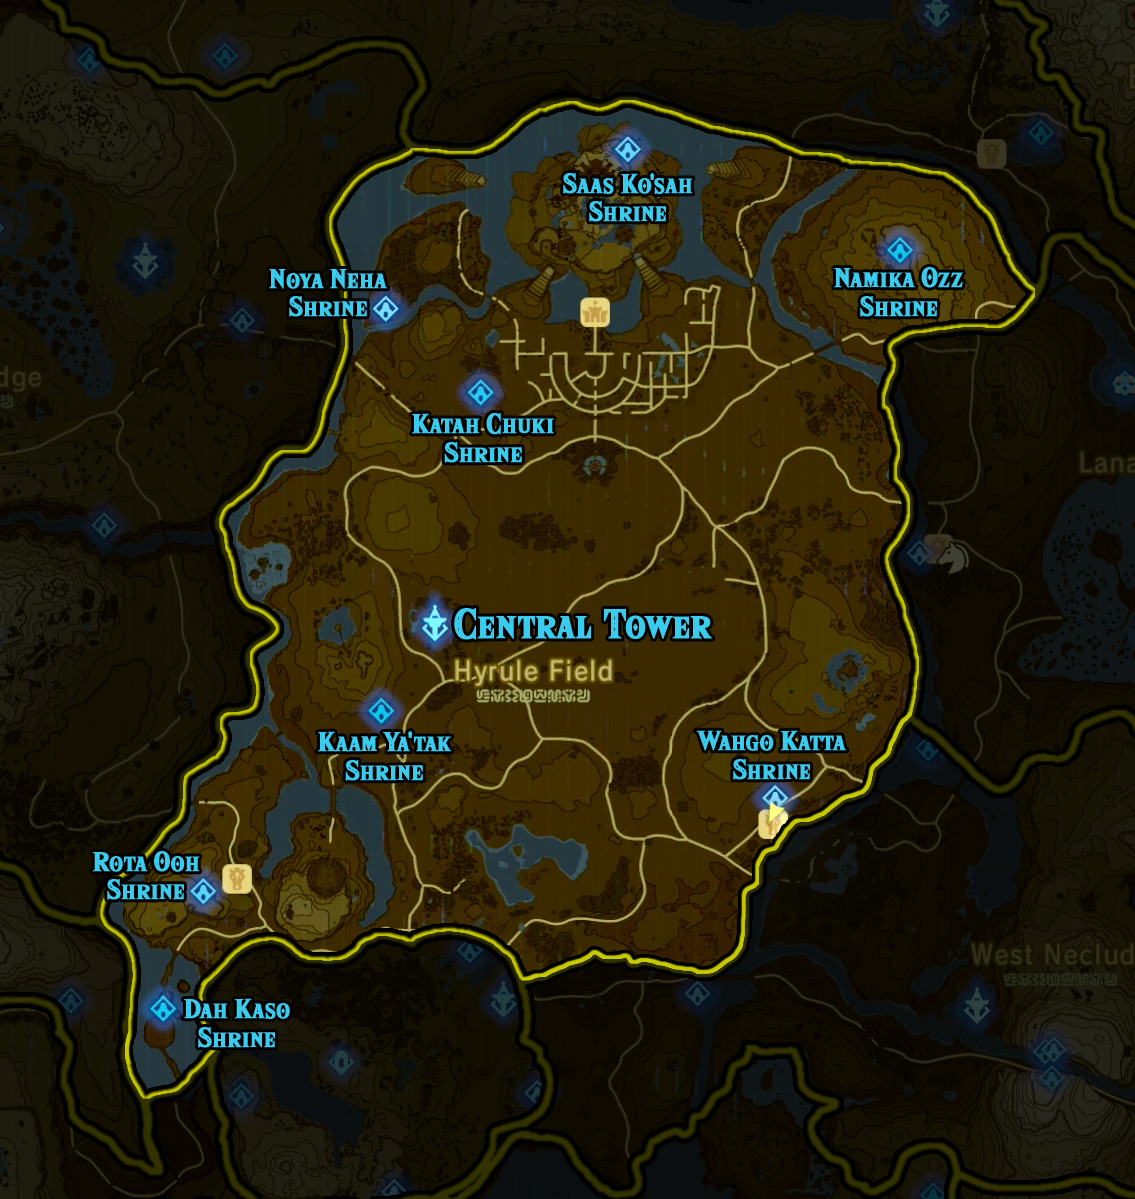 Saas Ko'sah
Shrine
Noya Neha
Shrine
Namika Ozz
Shrine
Katah Chuki
Shrine
Central Tower
Hyrule Field
Kaam Ya'tak
Shrine
Wahgo Katta
Shrine
Rota Ooh
Shrine
West Neclud
Dah Kaso
Shrine
dge
Lana